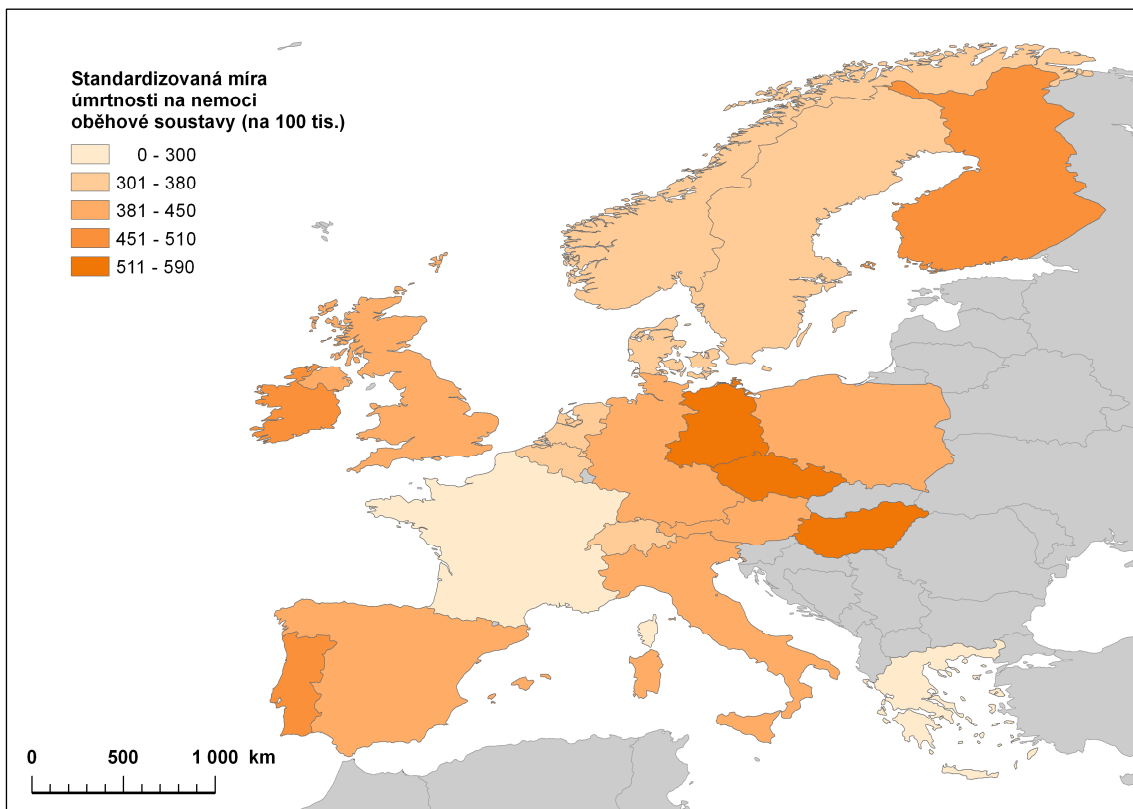 Standardizovaná míra
úmrtnosti na nemoci
oběhové soustavy (na 100 tis.)
0 - 300
301 - 380
381 - 450
451 - 510
511 - 590
0 500 1 000 km